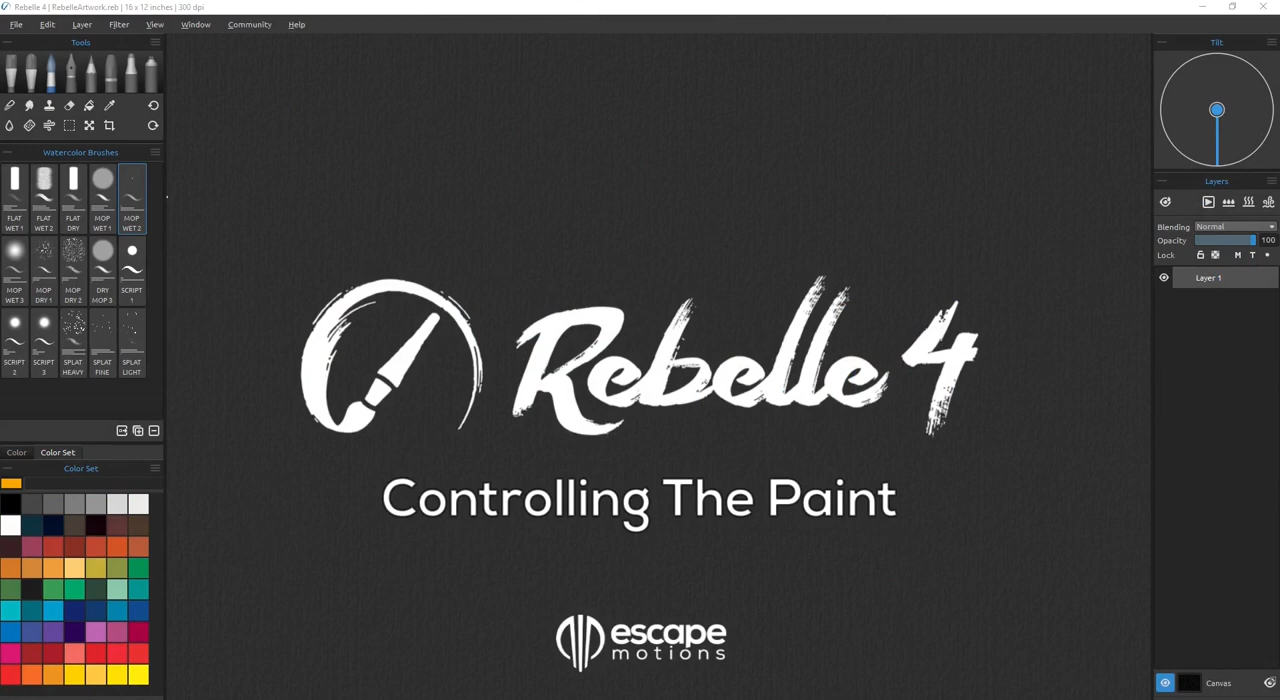 Rebelle 4 | RebelleArtwork.reb | 16 x 12 inches | 300 dpi
File Edit Layer Filter View Window Community Help
Tools
Watercolor Brushes
FLAT WET 1
FLAT WET 2
FLAT DRY
MOP WET 1
MOP WET 2
MOP WET 3
MOP DRY 1
MOP DRY 2
DRY MOP 3
SCRIPT 1
SCRIPT 2
SCRIPT 3
SPLAT HEAVY
SPLAT FINE
SPLAT LIGHT
Color Color Set
Color Set
Rebelle 4
Controlling The Paint
escape
motions
Tilt
Layers
Blending Normal
Opacity 100
Lock M T
Layer 1
Canvas